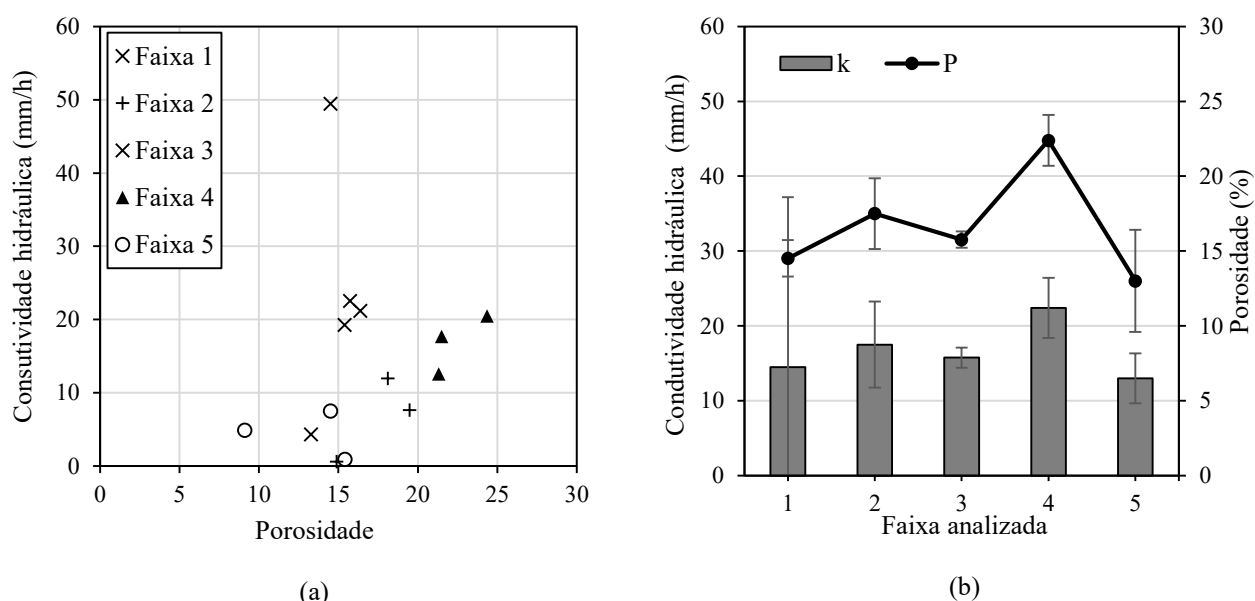 60
50
40
30
20
10
0
0 5 10 15 20 25 30
Consutividade hidráulica (mm/h)
Porosidade
Faixa 1
Faixa 2
Faixa 3
Faixa 4
Faixa 5
(a)
60
50
40
30
20
10
0
1 2 3 4 5
30
25
20
15
10
5
0
Condutividade hidráulica (mm/h)
Porosidade (%)
Faixa analizada
k P
(b)